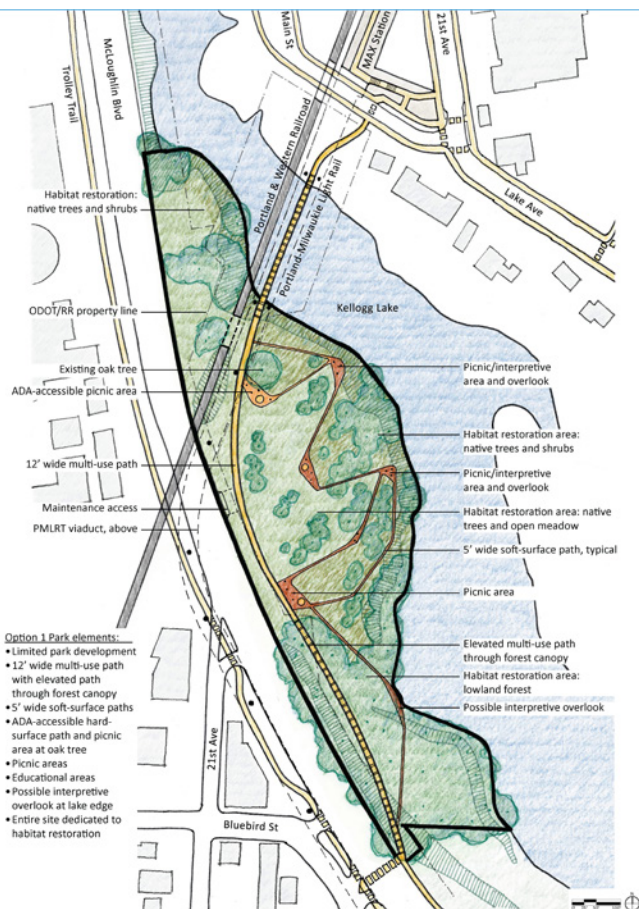 Main St
MAX Station
21st Ave
McLoughlin Blvd
Trolley Trail
Portland & Western Railroad
Portland-Milwaukie Light Rail
Lake Ave
Habitat restoration:
native trees and shrubs
Kellogg Lake
ODOT/RR property line
Existing oak tree
ADA-accessible picnic area
12' wide multi-use path
Maintenance access
PMLRT viaduct, above
Picnic/interpretive
area and overlook
Habitat restoration area:
native trees and shrubs
Picnic/interpretive
area and overlook
Habitat restoration area: native
trees and open meadow
5' wide soft-surface path, typical
Picnic area
Elevated multi-use path
through forest canopy
Habitat restoration area:
lowland forest
Possible interpretive overlook
Option 1 Park elements:
• Limited park development
• 12' wide multi-use path
with elevated path
through forest canopy
• 5' wide soft-surface paths
• ADA-accessible hard-
surface path and picnic
area at oak tree
• Picnic areas
• Educational areas
• Possible interpretive
overlook at lake edge
• Entire site dedicated to
habitat restoration
21st Ave
Bluebird St